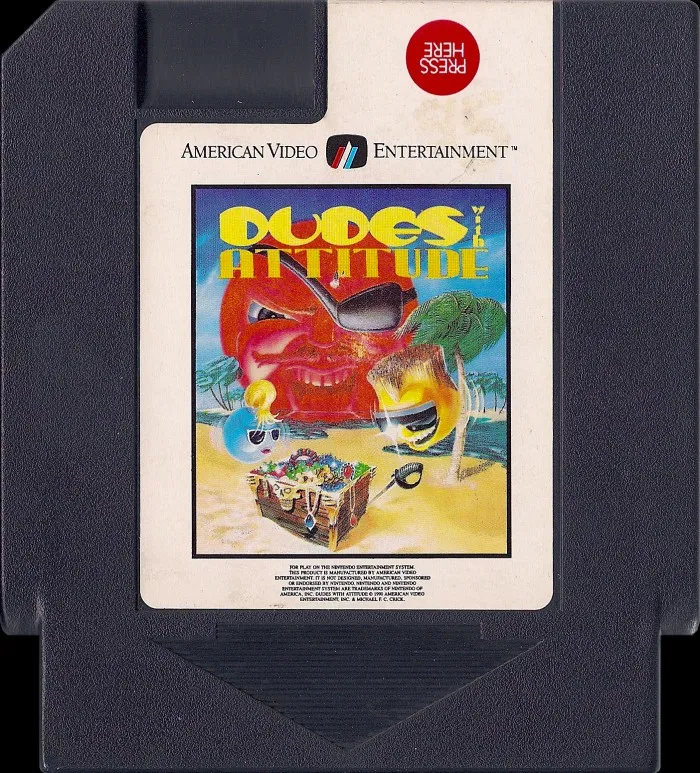 PRESS
HERE
AMERICAN VIDEO ENTERTAINMENT™
DUDES with
ATTITUDE
FOR PLAY ON THE NINTENDO ENTERTAINMENT SYSTEM.
THIS PRODUCT IS MANUFACTURED BY AMERICAN VIDEO
ENTERTAINMENT. IT IS NOT DESIGNED, MANUFACTURED, SPONSORED
OR ENDORSED BY NINTENDO. NINTENDO AND NINTENDO
ENTERTAINMENT SYSTEM ARE TRADEMARKS OF NINTENDO OF
AMERICA, INC. DUDES WITH ATTITUDE © 1990 AMERICAN VIDEO
ENTERTAINMENT, INC. & MICHAEL F. C. CRICK.